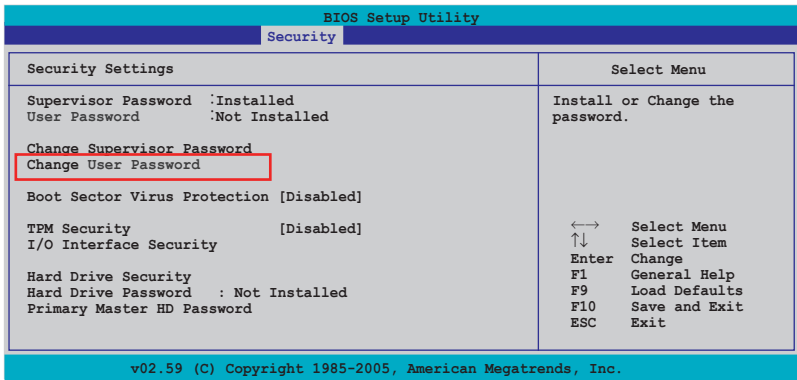 BIOS Setup Utility
Security
Security Settings
Supervisor Password :Installed
User Password :Not Installed
Change Supervisor Password
Change User Password
Boot Sector Virus Protection [Disabled]
TPM Security [Disabled]
I/O Interface Security
Hard Drive Security
Hard Drive Password : Not Installed
Primary Master HD Password
Select Menu
Install or Change the
password.
←→ Select Menu
↑↓ Select Item
Enter Change
F1 General Help
F9 Load Defaults
F10 Save and Exit
ESC Exit
v02.59 (C) Copyright 1985-2005, American Megatrends, Inc.